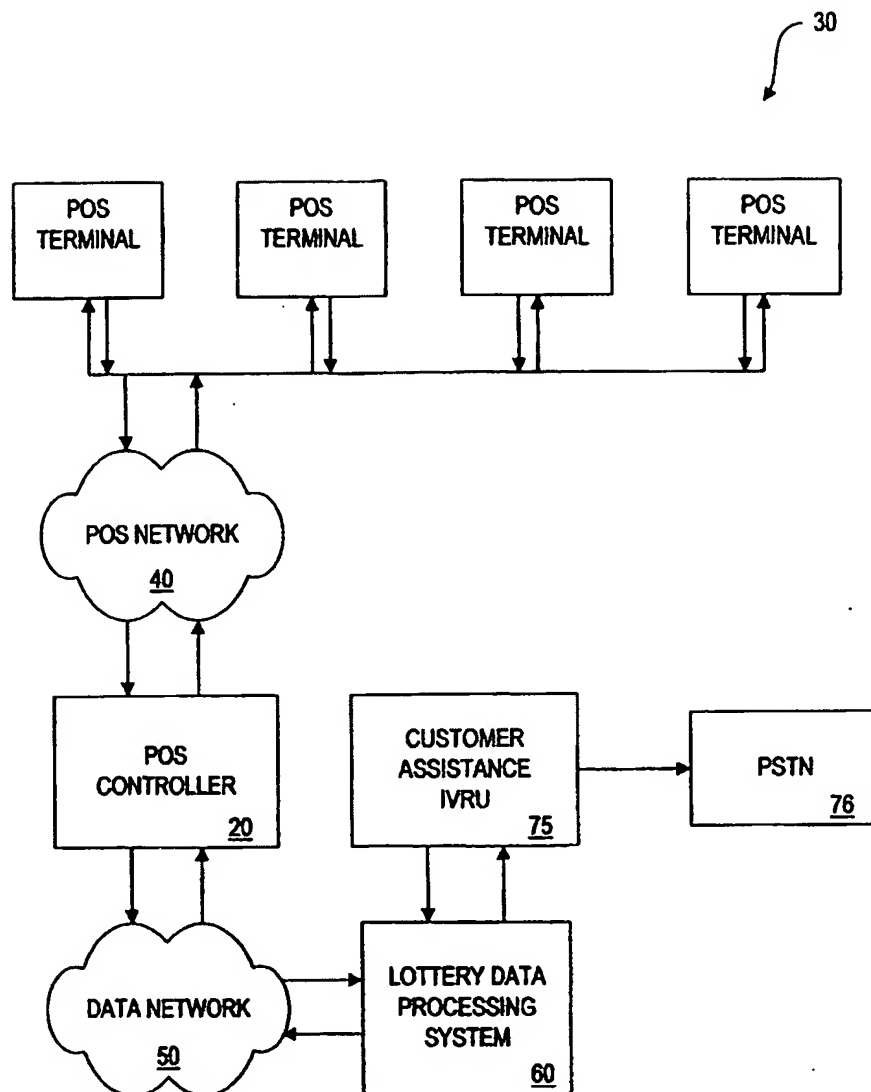 30
POS
TERMINAL
POS
TERMINAL
POS
TERMINAL
POS
TERMINAL
POS NETWORK
40
POS
CONTROLLER
20
CUSTOMER
ASSISTANCE
IVRU
75
PSTN
76
DATA NETWORK
50
LOTTERY DATA
PROCESSING
SYSTEM
60